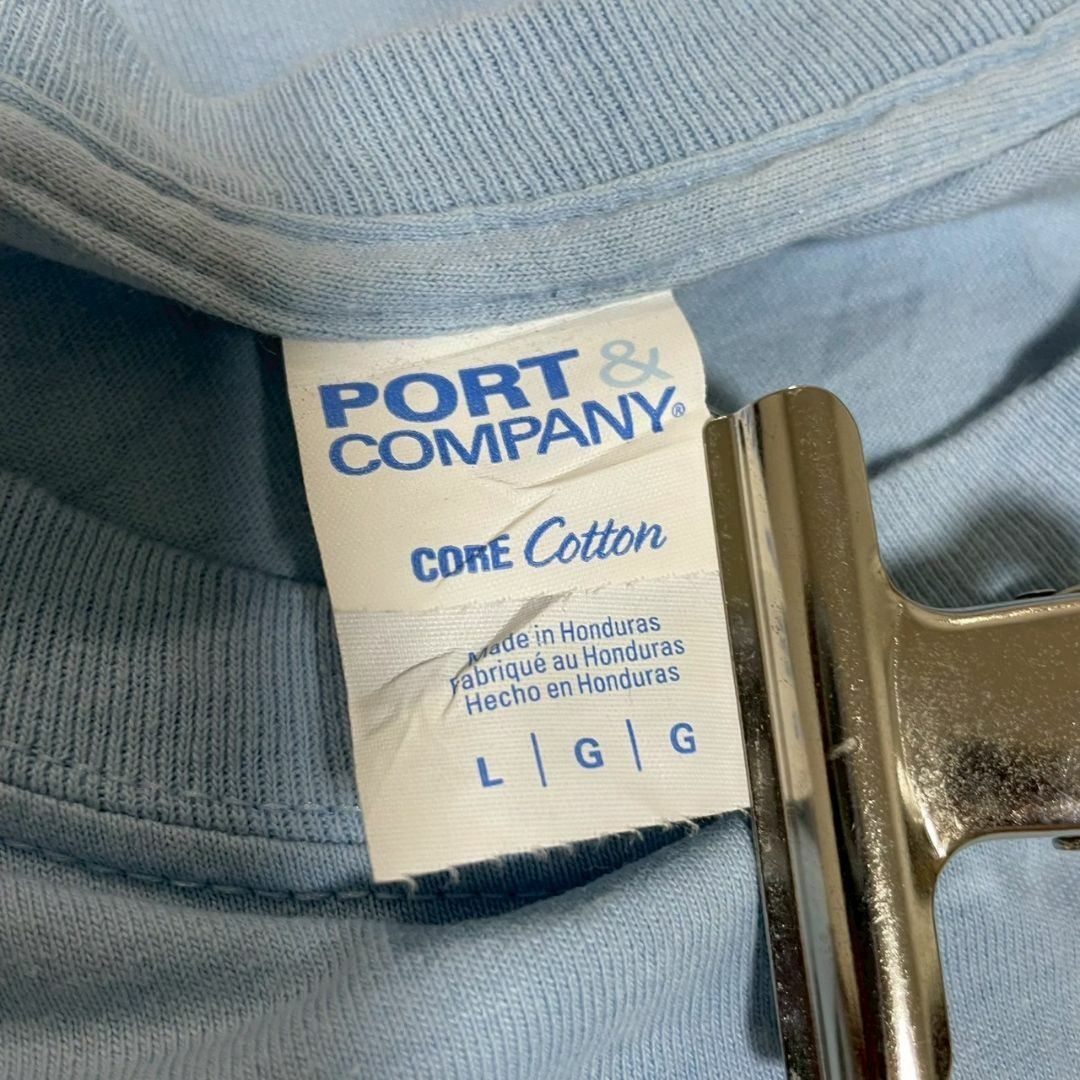 PORT &
COMPANY®
CORE Cotton
Made in Honduras
Fabriqué au Honduras
Hecho en Honduras
L | G | G